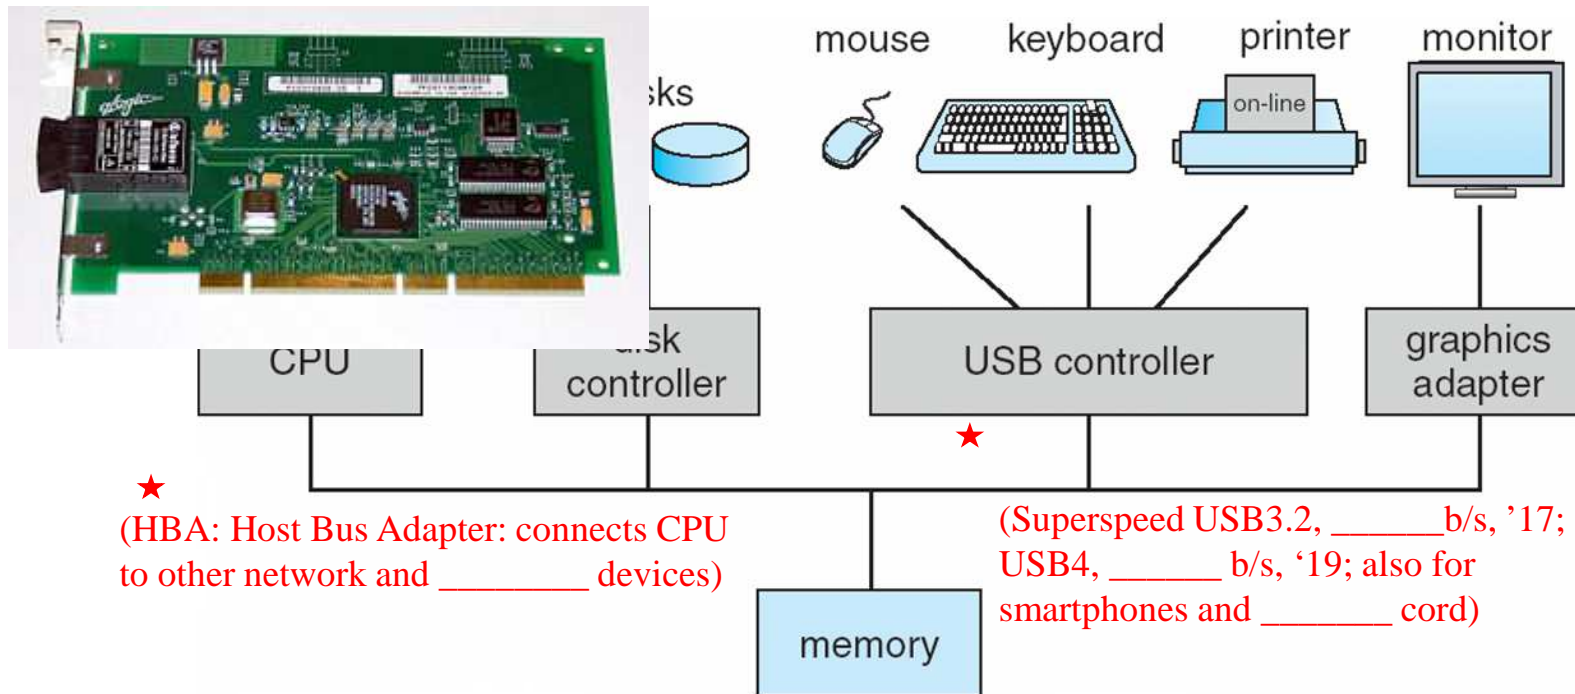 mouse
keyboard
printer
monitor
sks
on-line
CPU
disk
controller
USB controller
graphics
adapter
★
★
(HBA: Host Bus Adapter: connects CPU
to other network and ________ devices)
(Superspeed USB3.2, ______b/s, ’17;
USB4, ______ b/s, ‘19; also for
smartphones and _______ cord)
memory